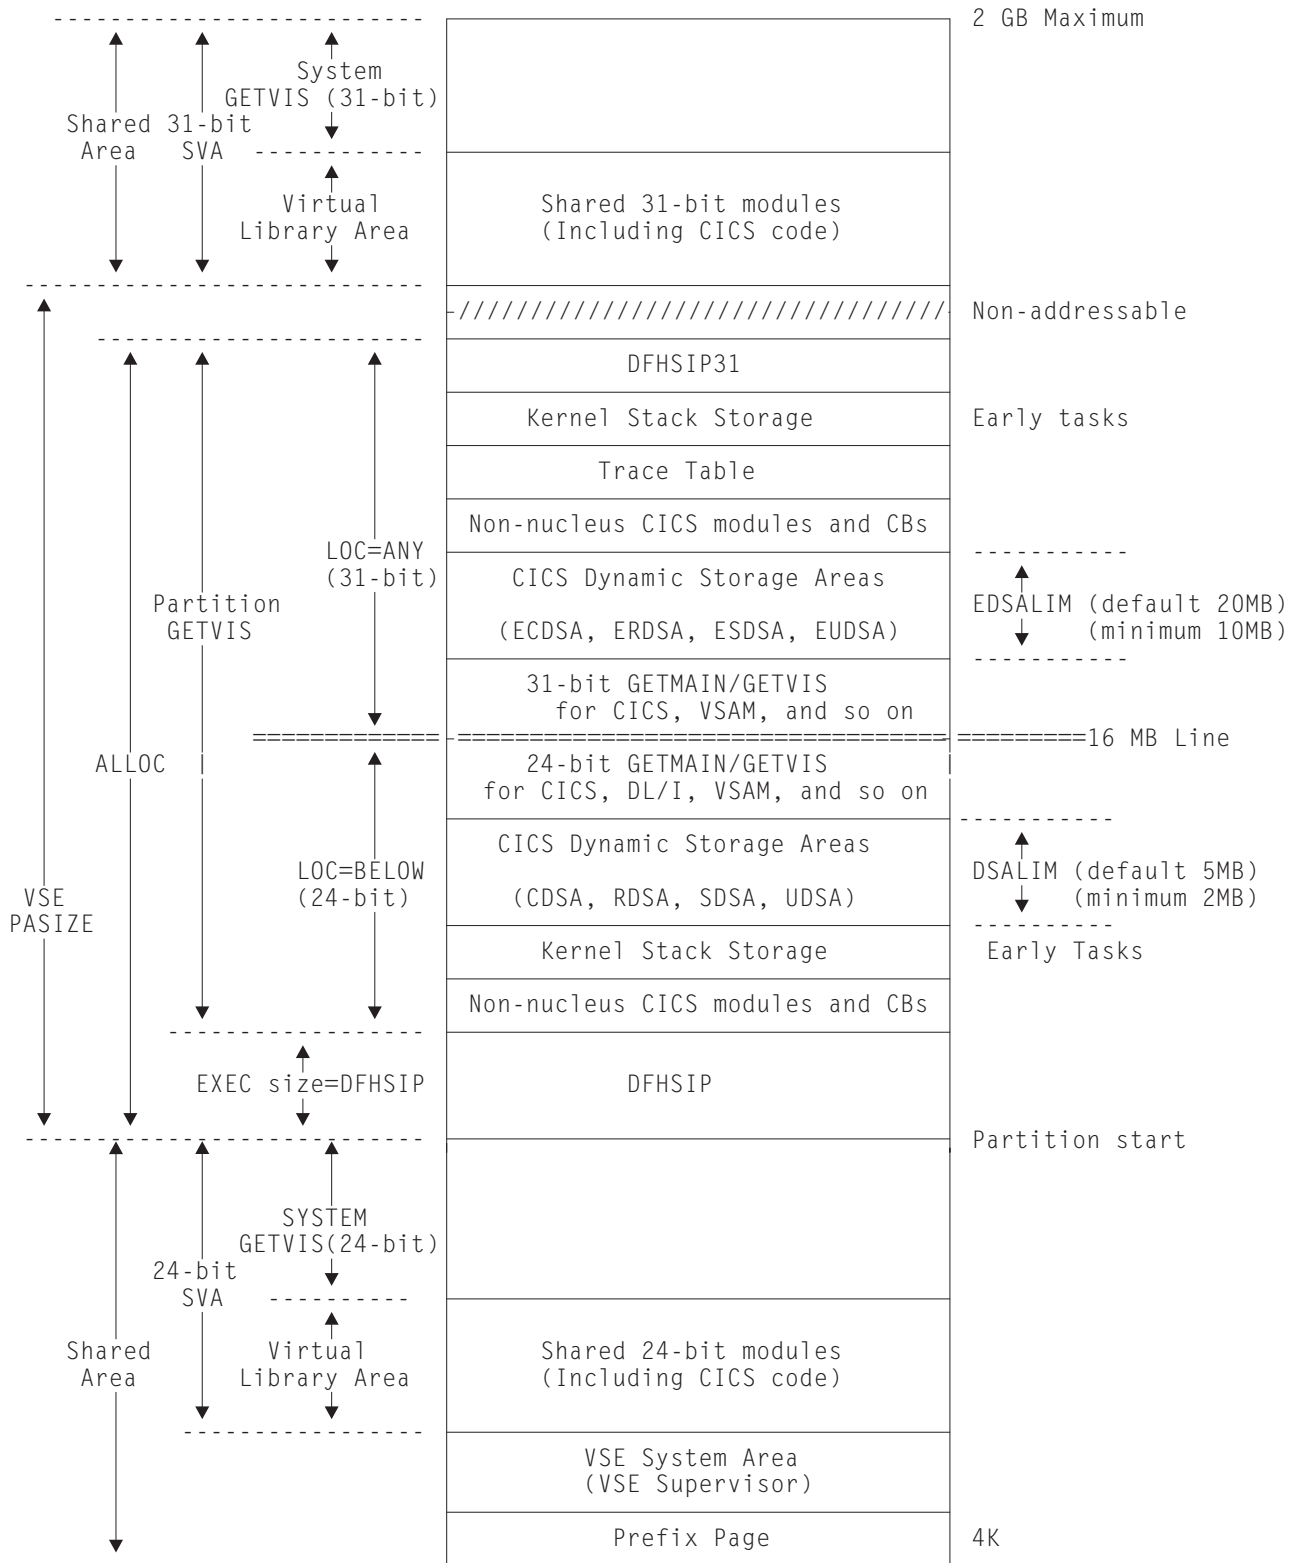 2 GB Maximum
System
GETVIS (31-bit)
Shared 31-bit
Area SVA
Virtual
Library Area
Shared 31-bit modules
(Including CICS code)
Non-addressable
DFHSIP31
Kernel Stack Storage Early tasks
Trace Table
Non-nucleus CICS modules and CBs
LOC=ANY
(31-bit)
CICS Dynamic Storage Areas
(ECDSA, ERDSA, ESDSA, EUDSA)
EDSALIM (default 20MB)
(minimum 10MB)
Partition
GETVIS
31-bit GETMAIN/GETVIS
for CICS, VSAM, and so on
16 MB Line
ALLOC
24-bit GETMAIN/GETVIS
for CICS, DL/I, VSAM, and so on
CICS Dynamic Storage Areas
(CDSA, RDSA, SDSA, UDSA)
LOC=BELOW
(24-bit)
DSALIM (default 5MB)
(minimum 2MB)
VSE
PASIZE
Kernel Stack Storage Early Tasks
Non-nucleus CICS modules and CBs
EXEC size=DFHSIP DFHSIP
Partition start
SYSTEM
GETVIS(24-bit)
24-bit
SVA
Shared
Area
Virtual
Library Area
Shared 24-bit modules
(Including CICS code)
VSE System Area
(VSE Supervisor)
Prefix Page 4K